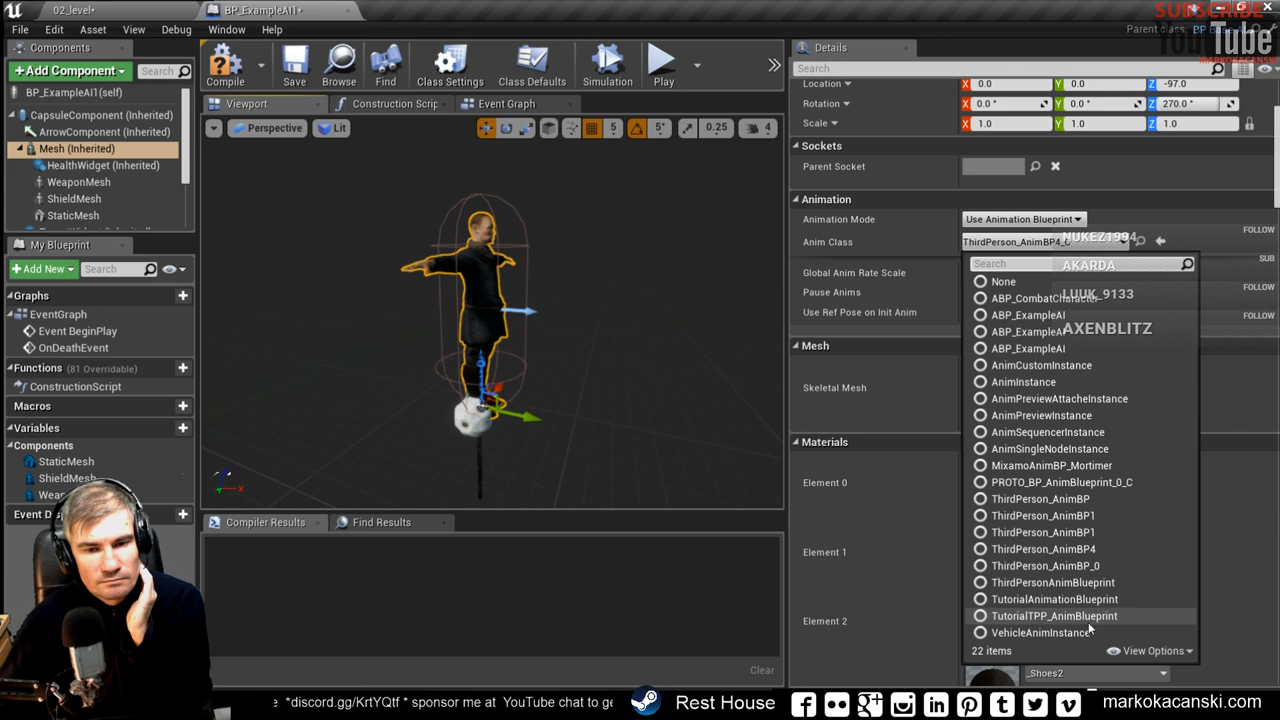 02_level*
BP_ExampleAI1*
SUBSCRIBE
YouTube
MARKOKACANSKI
File Edit Asset View Debug Window Help
Parent class:
Components
+ Add Component
Search
BP_ExampleAI1(self)
CapsuleComponent (Inherited)
ArrowComponent (Inherited)
Mesh (Inherited)
HealthWidget (Inherited)
WeaponMesh
ShieldMesh
StaticMesh
My Blueprint
+ Add New
Search
Graphs
EventGraph
Event BeginPlay
OnDeathEvent
Functions (81 Overridable)
ConstructionScript
Macros
Variables
Components
StaticMesh
ShieldMesh
Compile
Save
Browse
Find
Class Settings
Class Defaults
Simulation
Play
Viewport
Construction Scrip
Event Graph
Perspective
Lit
5
5°
0.25
4
X
Compiler Results
Find Results
Clear
Details
Search
Location X 0.0 Y 0.0 Z -97.0
Rotation X 0.0 ° Y 0.0 ° Z 270.0 °
Scale X 1.0 Y 1.0 Z 1.0
Sockets
Parent Socket
Animation
Animation Mode
Use Animation Blueprint
Anim Class
ThirdPerson_AnimBP4_C
Global Anim Rate Scale
Pause Anims
Use Ref Pose on Init Anim
Mesh
Skeletal Mesh
Materials
Element 0
Element 1
Element 2
NUKEZ1994
FOLLOW
AKARDA
SUB
LUUK_9133
FOLLOW
AXENBLITZ
FOLLOW
Search
None
ABP_CombatCharacter
ABP_ExampleAI
ABP_ExampleAI
ABP_ExampleAI
AnimCustomInstance
AnimInstance
AnimPreviewAttacheInstance
AnimPreviewInstance
AnimSequencerInstance
AnimSingleNodeInstance
MixamoAnimBP_Mortimer
PROTO_BP_AnimBlueprint_0_C
ThirdPerson_AnimBP
ThirdPerson_AnimBP1
ThirdPerson_AnimBP1
ThirdPerson_AnimBP4
ThirdPerson_AnimBP_0
ThirdPersonAnimBlueprint
TutorialAnimationBlueprint
TutorialTPP_AnimBlueprint
VehicleAnimInstance
22 items
View Options
_Shoes2
e *discord.gg/KrtYQtf * sponsor me at YouTube chat to ge
Rest House
markokacanski.com